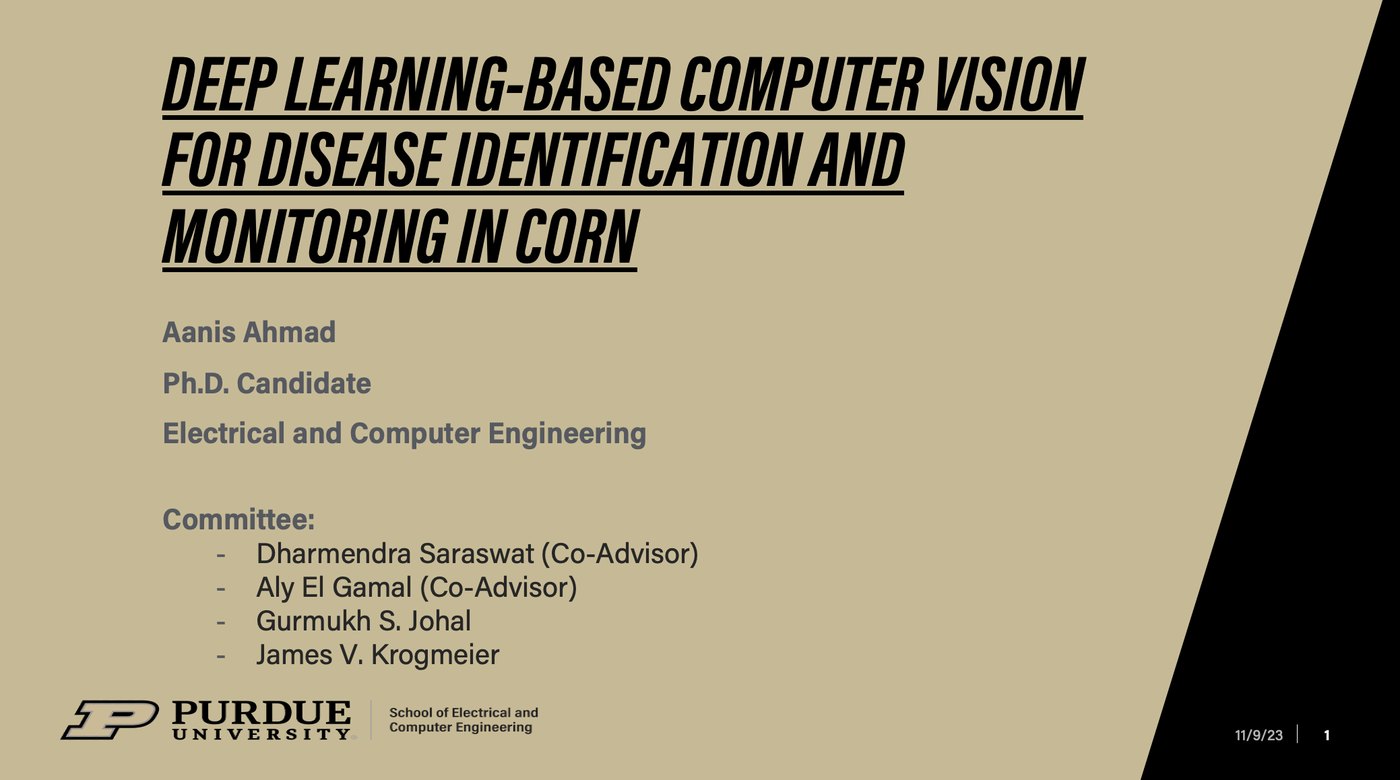 DEEP LEARNING-BASED COMPUTER VISION
FOR DISEASE IDENTIFICATION AND
MONITORING IN CORN
Aanis Ahmad
Ph.D. Candidate
Electrical and Computer Engineering
Committee:
- Dharmendra Saraswat (Co-Advisor)
- Aly El Gamal (Co-Advisor)
- Gurmukh S. Johal
- James V. Krogmeier
P PURDUE
UNIVERSITY®
School of Electrical and
Computer Engineering
11/9/23 | 1